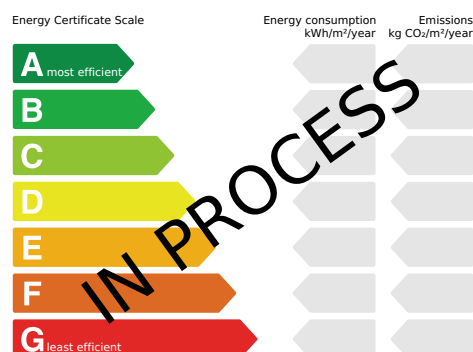 Energy Certificate Scale
Energy consumption
kWh/m²/year
Emissions
kg CO₂/m²/year
A most efficient
B
C
D
E
F
G least efficient
IN PROCESS